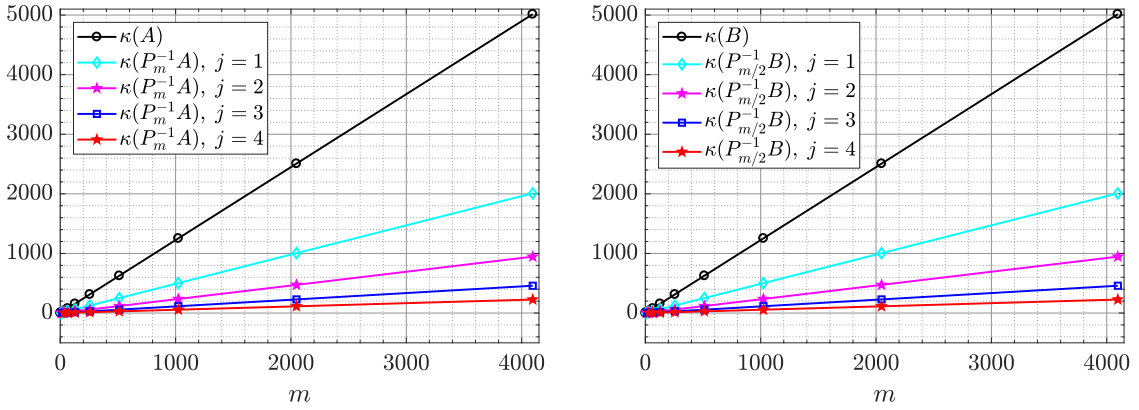 5000
4000
3000
2000
1000
0
0 1000 2000 3000 4000
m
κ(A)
κ(P_m^{-1}A), j = 1
κ(P_m^{-1}A), j = 2
κ(P_m^{-1}A), j = 3
κ(P_m^{-1}A), j = 4
5000
4000
3000
2000
1000
0
0 1000 2000 3000 4000
m
κ(B)
κ(P_{m/2}^{-1}B), j = 1
κ(P_{m/2}^{-1}B), j = 2
κ(P_{m/2}^{-1}B), j = 3
κ(P_{m/2}^{-1}B), j = 4